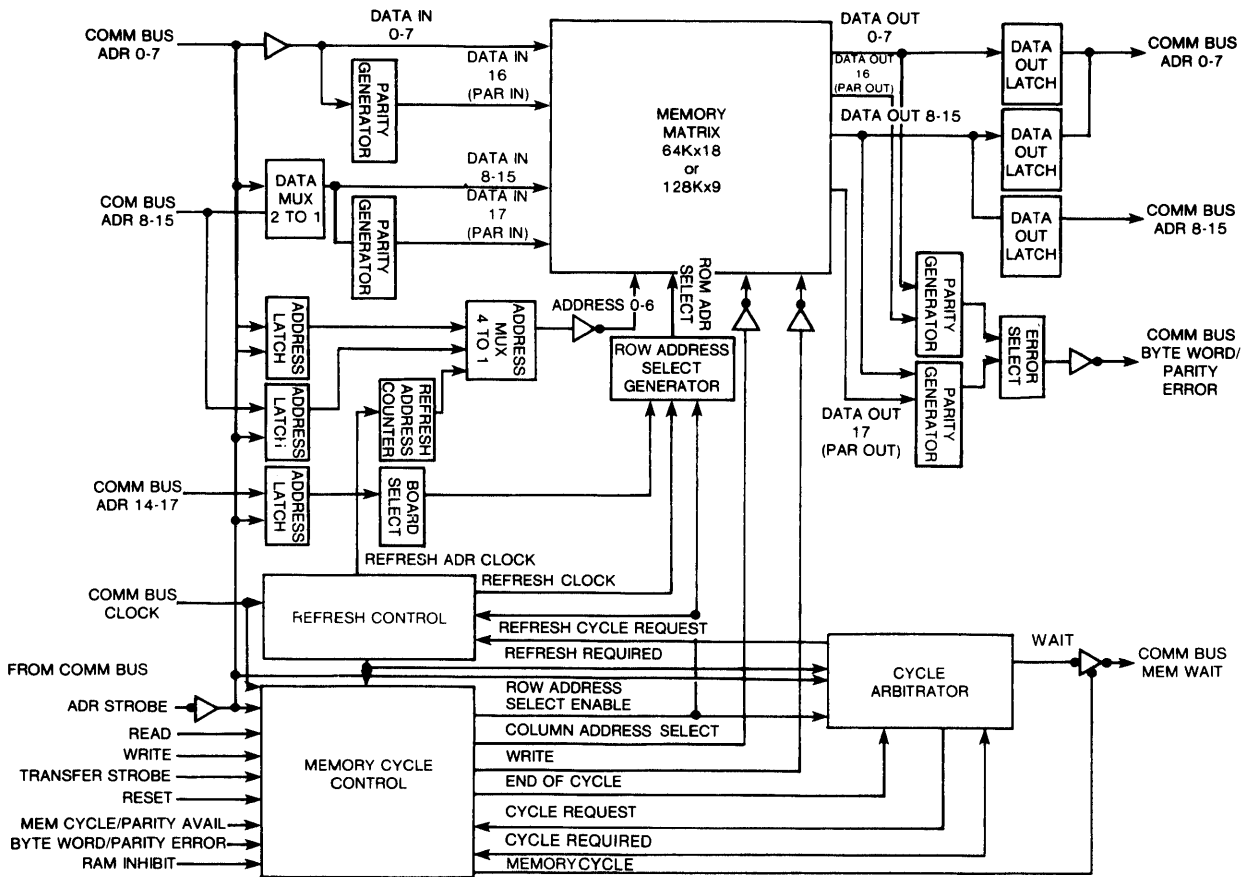 COMM BUS
ADR 0-7
DATA IN
0-7
DATA IN
16
(PAR IN)
PARITY
GENERATOR
COM BUS
ADR 8-15
DATA
MUX
2 TO 1
DATA IN
8-15
DATA IN
17
(PAR IN)
PARITY
GENERATOR
MEMORY
MATRIX
64Kx18
or
128Kx9
DATA OUT
0-7
DATA OUT
16
(PAR OUT)
DATA OUT 8-15
DATA
OUT
LATCH
DATA
OUT
LATCH
DATA
OUT
LATCH
COMM BUS
ADR 0-7
COMM BUS
ADR 8-15
ADDRESS
LATCH
ADDRESS
LATCH
ADDRESS
LATCH
ADDRESS
MUX
4 TO 1
ADDRESS 0-6
ROM ADR
SELECT
ROW ADDRESS
SELECT
GENERATOR
REFRESH
ADDRESS
COUNTER
BOARD
SELECT
COMM BUS
ADR 14-17
PARITY
GENERATOR
PARITY
GENERATOR
ERROR
SELECT
DATA OUT
17
(PAR OUT)
COMM BUS
BYTE WORD/
PARITY
ERROR
REFRESH ADR CLOCK
REFRESH CLOCK
COMM BUS
CLOCK
REFRESH CONTROL
REFRESH CYCLE REQUEST
REFRESH REQUIRED
FROM COMM BUS
ADR STROBE
READ
WRITE
TRANSFER STROBE
RESET
MEM CYCLE/PARITY AVAIL
BYTE WORD/PARITY ERROR
RAM INHIBIT
MEMORY CYCLE
CONTROL
ROW ADDRESS
SELECT ENABLE
COLUMN ADDRESS SELECT
WRITE
END OF CYCLE
CYCLE REQUEST
CYCLE REQUIRED
MEMORY CYCLE
CYCLE
ARBITRATOR
WAIT
COMM BUS
MEM WAIT